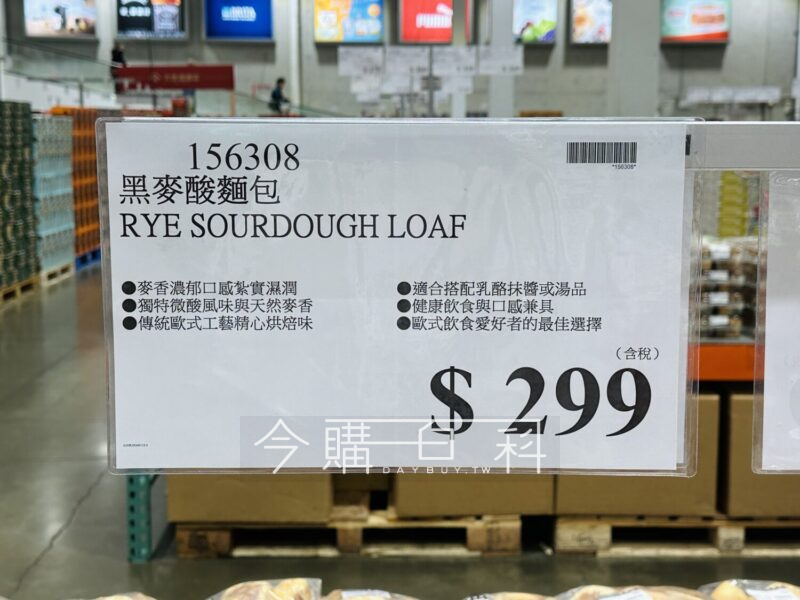 BRITA
PUMA
156308
*156308*
黑麥酸麵包
RYE SOURDOUGH LOAF
●麥香濃郁口感紮實濕潤
●獨特微酸風味與天然麥香
●傳統歐式工藝精心烘焙味
●適合搭配乳酪抹醬或湯品
●健康飲食與口感兼具
●歐式飲食愛好者的最佳選擇
（含稅）
$ 299
今購百科
DAYBUY.TW